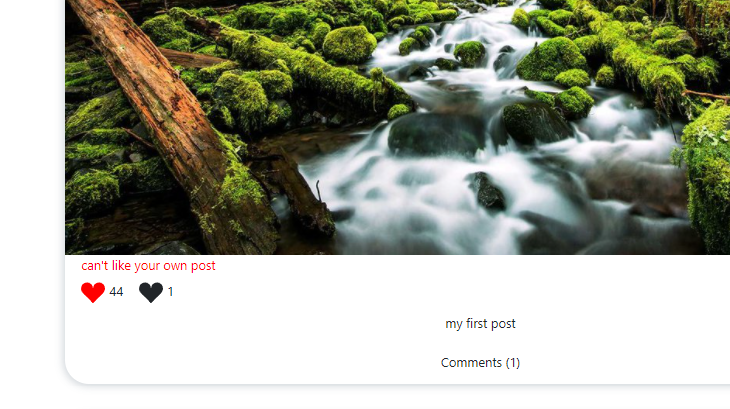 can't like your own post
44 1
my first post
Comments (1)